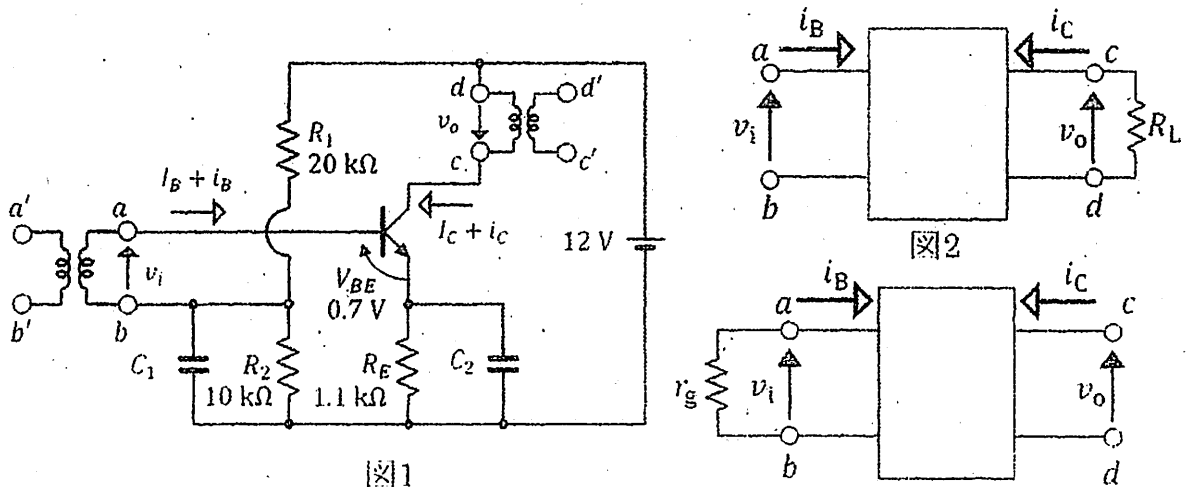 d
d'
v_o
c
c'
R_1
20 kΩ
I_B + i_B
a'
a
v_i
b'
b
I_C + i_C
12 V
V_BE
0.7 V
C_1
R_2
10 kΩ
R_E
1.1 kΩ
C_2
図1
i_B
i_C
a
c
v_i
v_o
R_L
b
d
図2
i_B
i_C
a
c
r_g
v_i
v_o
b
d